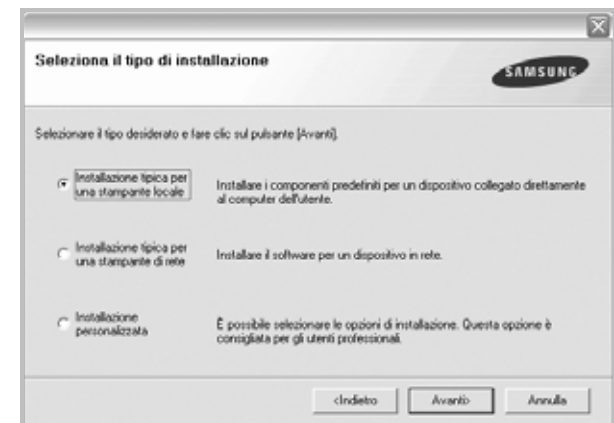 Seleziona il tipo di installazione
SAMSUNG
Selezionare il tipo desiderato e fare clic sul pulsante [Avanti].
Installazione tipica per
una stampante locale
Installare i componenti predefiniti per un dispositivo collegato direttamente
al computer dell'utente.
Installazione tipica per
una stampante di rete
Installare il software per un dispositivo in rete.
Installazione
personalizzata
È possibile selezionare le opzioni di installazione. Questa opzione è
consigliata per gli utenti professionali.
<Indietro
Avanti>
Annulla